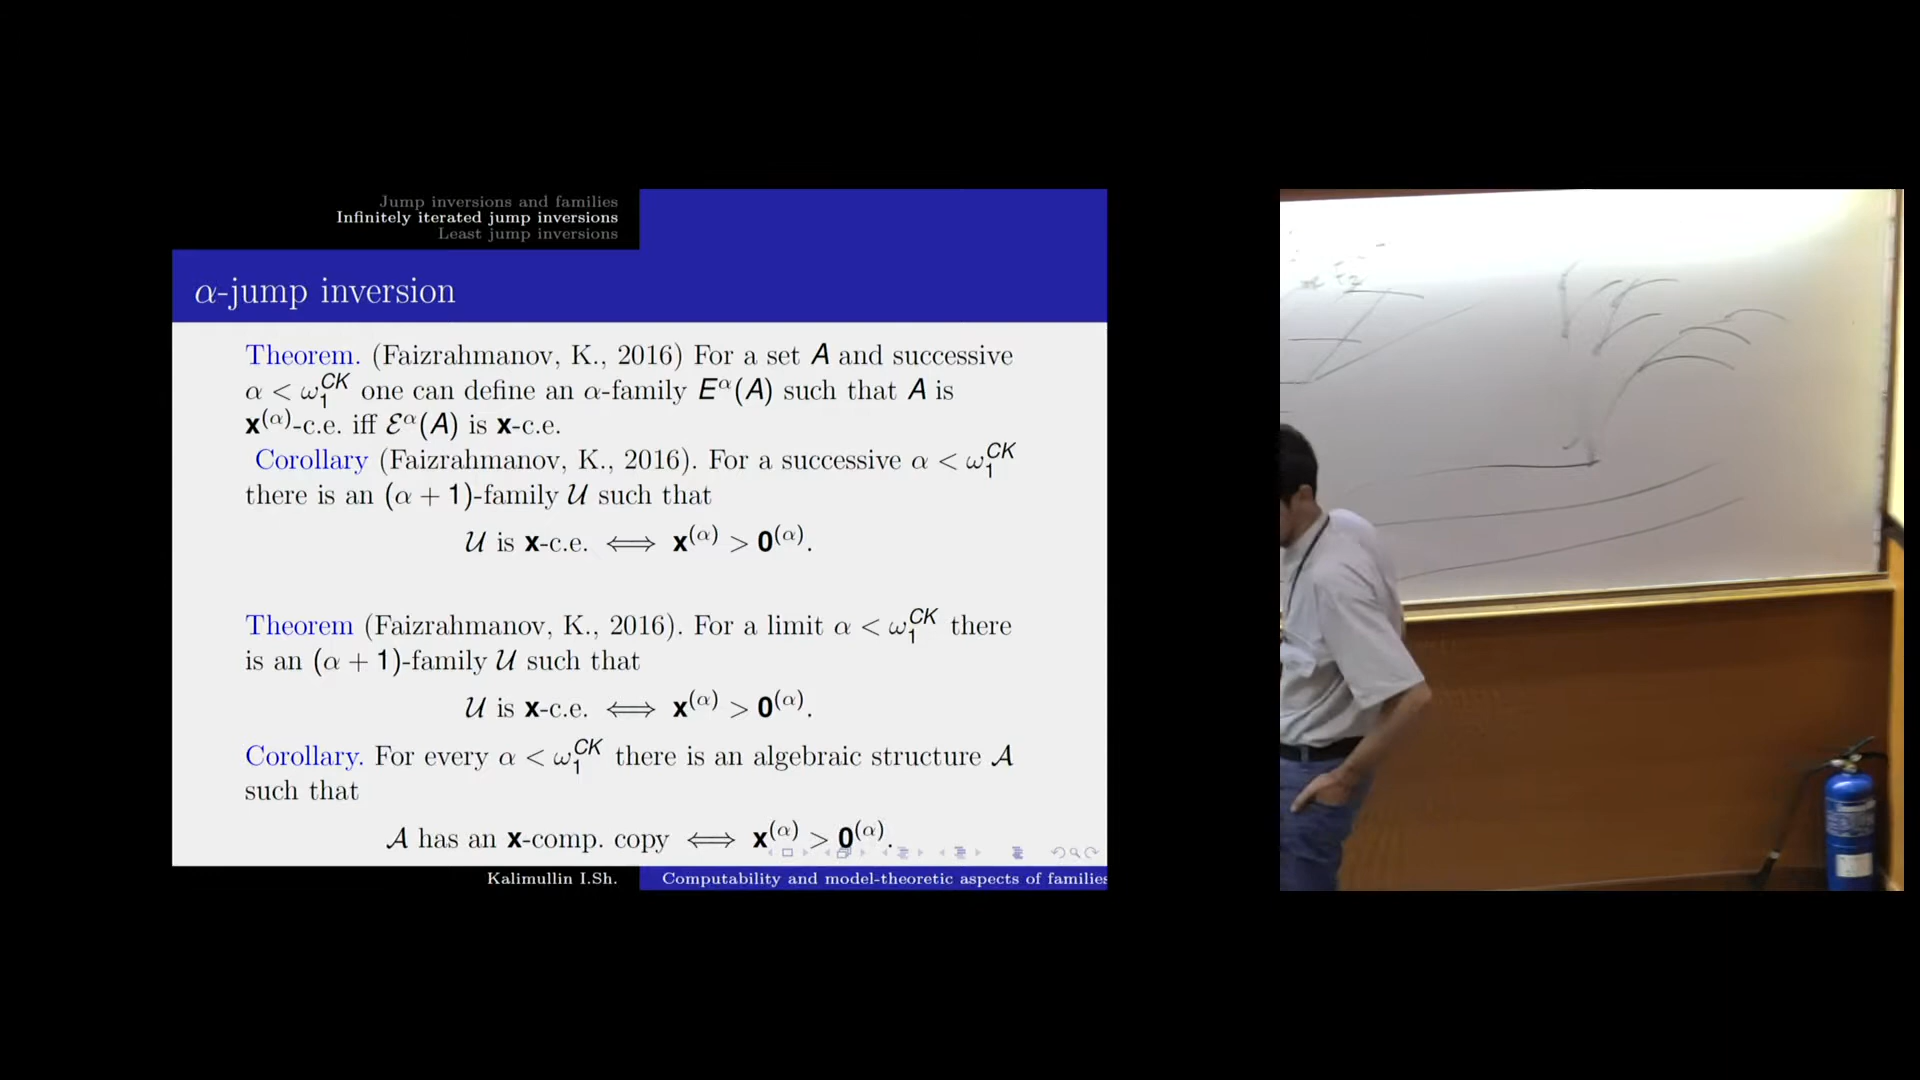 Jump inversions and families
Infinitely iterated jump inversions
Least jump inversions
α-jump inversion
Theorem. (Faizrahmanov, K., 2016) For a set A and successive
α < ω₁^CK one can define an α-family E^α(A) such that A is
x^(α)-c.e. iff ℰ^α(A) is x-c.e.
Corollary (Faizrahmanov, K., 2016). For a successive α < ω₁^CK
there is an (α + 1)-family 𝒰 such that
𝒰 is x-c.e. ⟺ x^(α) > 0^(α).
Theorem (Faizrahmanov, K., 2016). For a limit α < ω₁^CK there
is an (α + 1)-family 𝒰 such that
𝒰 is x-c.e. ⟺ x^(α) > 0^(α).
Corollary. For every α < ω₁^CK there is an algebraic structure 𝒜
such that
𝒜 has an x-comp. copy ⟺ x^(α) > 0^(α).
Kalimullin I.Sh. Computability and model-theoretic aspects of families